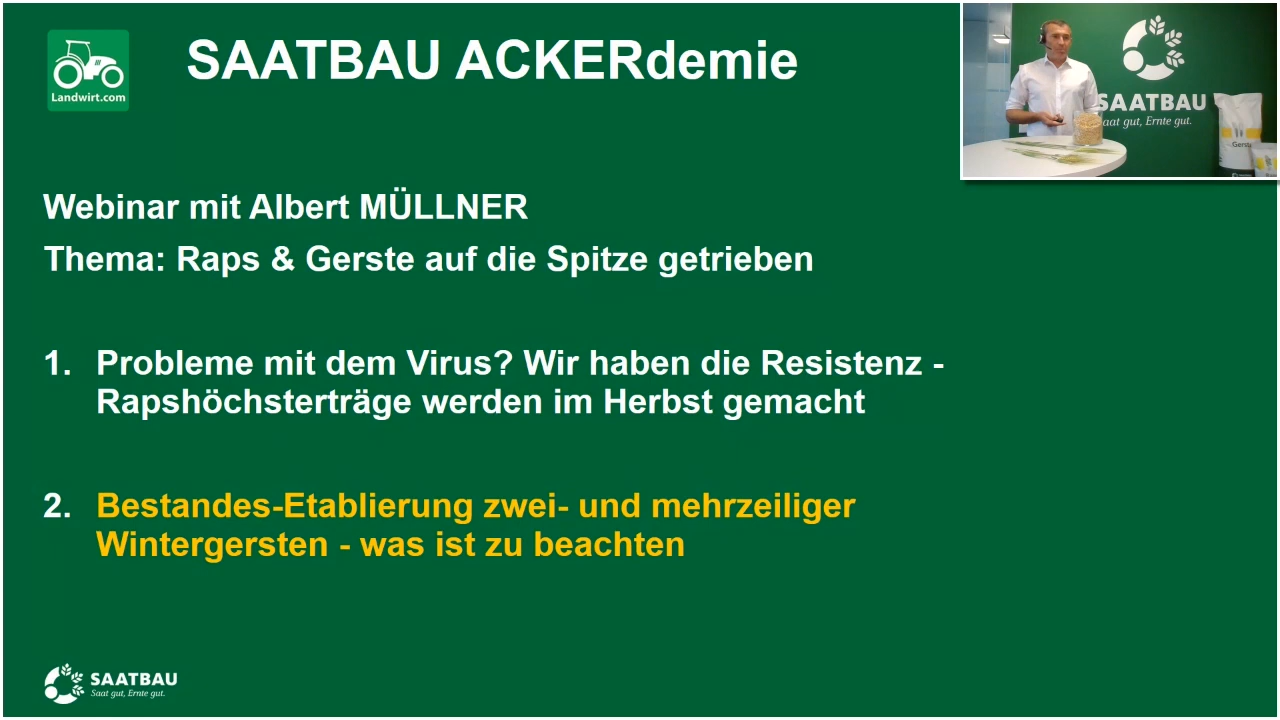 Landwirt.com
SAATBAU ACKERdemie
SAATBAU
Saat gut, Ernte gut.
Gerste
Webinar mit Albert MÜLLNER
Thema: Raps & Gerste auf die Spitze getrieben
1. Probleme mit dem Virus? Wir haben die Resistenz -
Rapshöchsterträge werden im Herbst gemacht
2. Bestandes-Etablierung zwei- und mehrzeiliger
Wintergersten - was ist zu beachten
SAATBAU
Saat gut, Ernte gut.